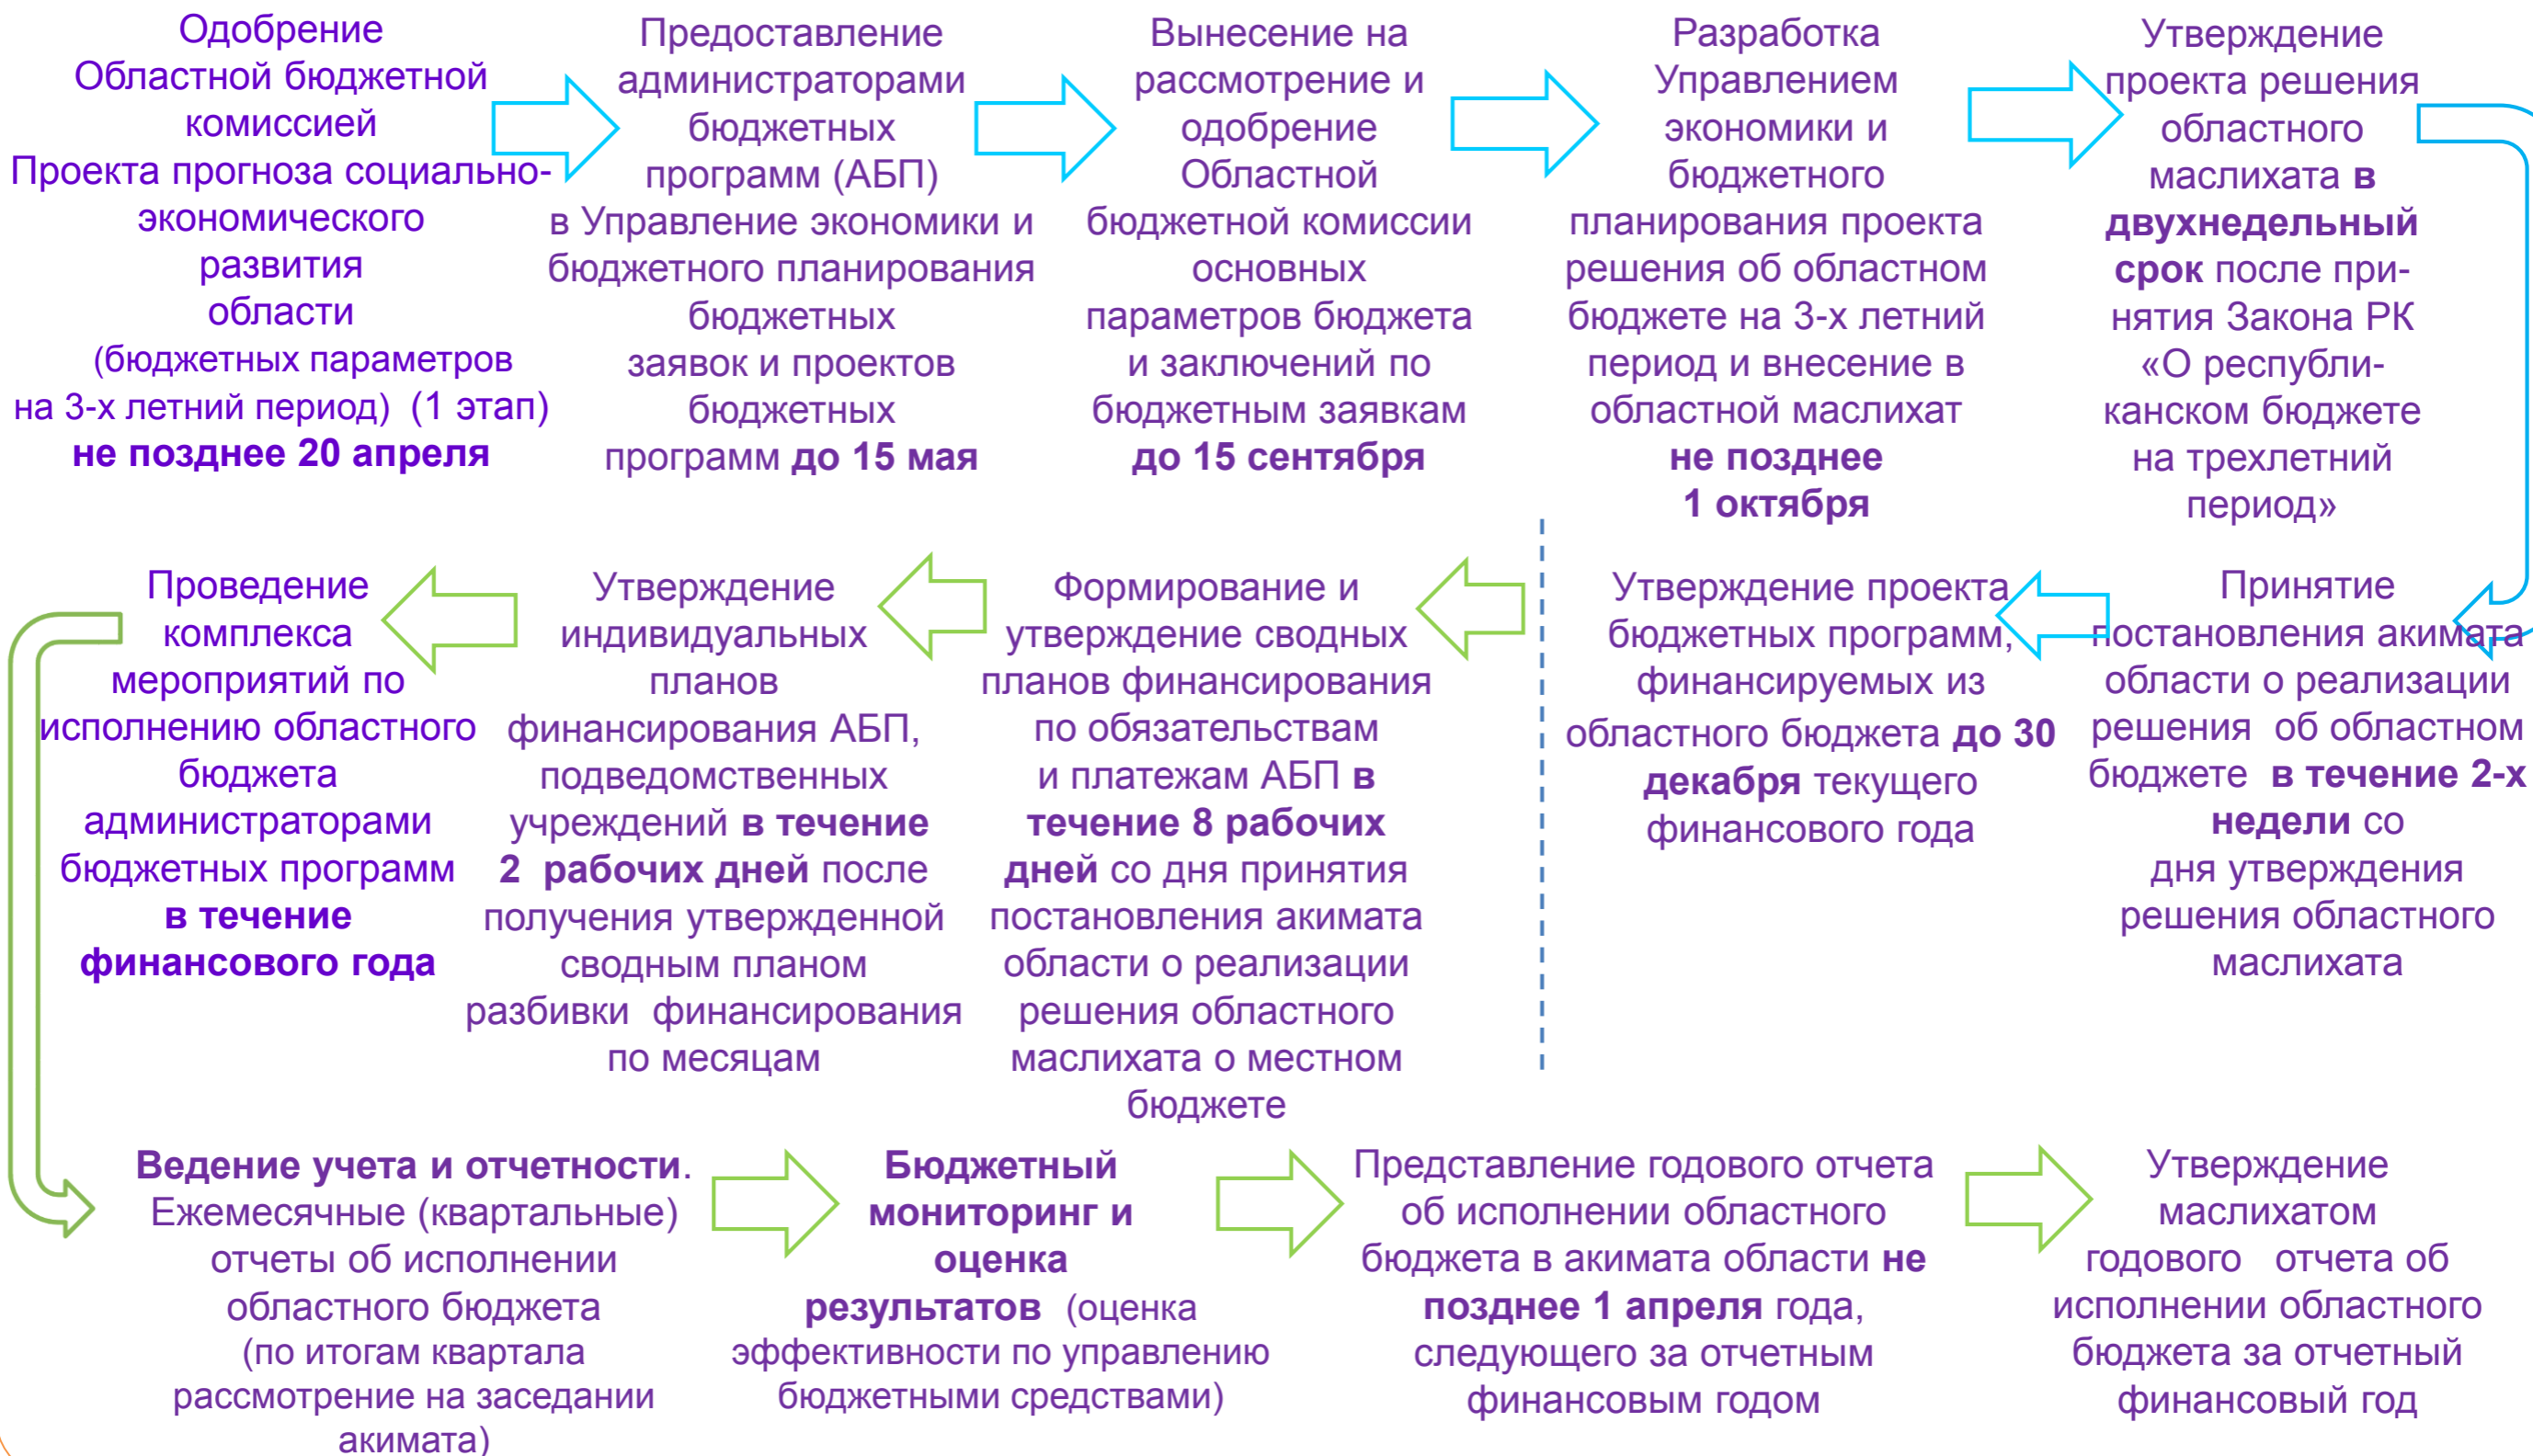 Одобрение
Областной бюджетной
комиссией
Проекта прогноза социально-
экономического
развития
области
(бюджетных параметров
на 3-х летний период) (1 этап)
не позднее 20 апреля
Предоставление
администраторами
бюджетных
программ (АБП)
в Управление экономики и
бюджетного планирования
бюджетных
заявок и проектов
бюджетных
программ до 15 мая
Вынесение на
рассмотрение и
одобрение
Областной
бюджетной комиссии
основных
параметров бюджета
и заключений по
бюджетным заявкам
до 15 сентября
Разработка
Управлением
экономики и
бюджетного
планирования проекта
решения об областном
бюджете на 3-х летний
период и внесение в
областной маслихат
не позднее
1 октября
Утверждение
проекта решения
областного
маслихата в
двухнедельный
срок после при-
нятия Закона РК
«О республи-
канском бюджете
на трехлетний
период»
Принятие
постановления акимата
области о реализации
решения об областном
бюджете в течение 2-х
недели со
дня утверждения
решения областного
маслихата
Утверждение проекта
бюджетных программ,
финансируемых из
областного бюджета до 30
декабря текущего
финансового года
Формирование и
утверждение сводных
планов финансирования
по обязательствам
и платежам АБП в
течение 8 рабочих
дней со дня принятия
постановления акимата
области о реализации
решения областного
маслихата о местном
бюджете
Утверждение
индивидуальных
планов
финансирования АБП,
подведомственных
учреждений в течение
2 рабочих дней после
получения утвержденной
сводным планом
разбивки финансирования
по месяцам
Проведение
комплекса
мероприятий по
исполнению областного
бюджета
администраторами
бюджетных программ
в течение
финансового года
Ведение учета и отчетности.
Ежемесячные (квартальные)
отчеты об исполнении
областного бюджета
(по итогам квартала
рассмотрение на заседании
акимата)
Бюджетный
мониторинг и
оценка
результатов (оценка
эффективности по управлению
бюджетными средствами)
Представление годового отчета
об исполнении областного
бюджета в акимата области не
позднее 1 апреля года,
следующего за отчетным
финансовым годом
Утверждение
маслихатом
годового отчета об
исполнении областного
бюджета за отчетный
финансовый год